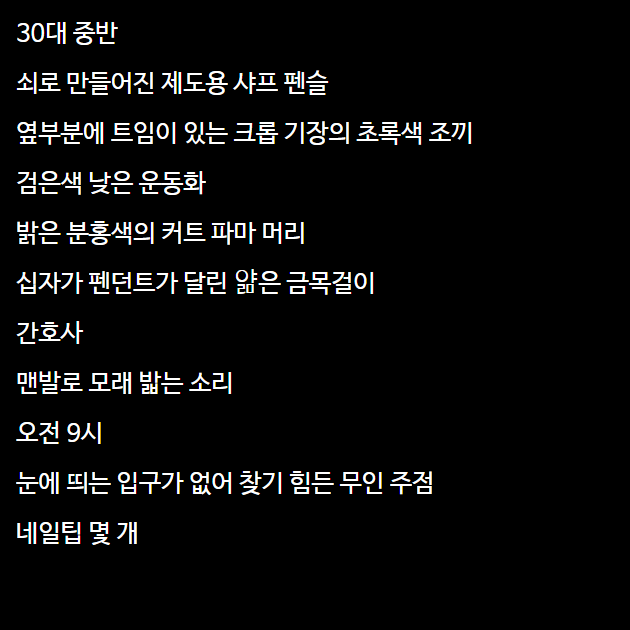 30대 중반
쇠로 만들어진 제도용 샤프 펜슬
옆부분에 트임이 있는 크롭 기장의 초록색 조끼
검은색 낮은 운동화
밝은 분홍색의 커트 파마 머리
십자가 펜던트가 달린 얇은 금목걸이
간호사
맨발로 모래 밟는 소리
오전 9시
눈에 띄는 입구가 없어 찾기 힘든 무인 주점
네일팁 몇 개